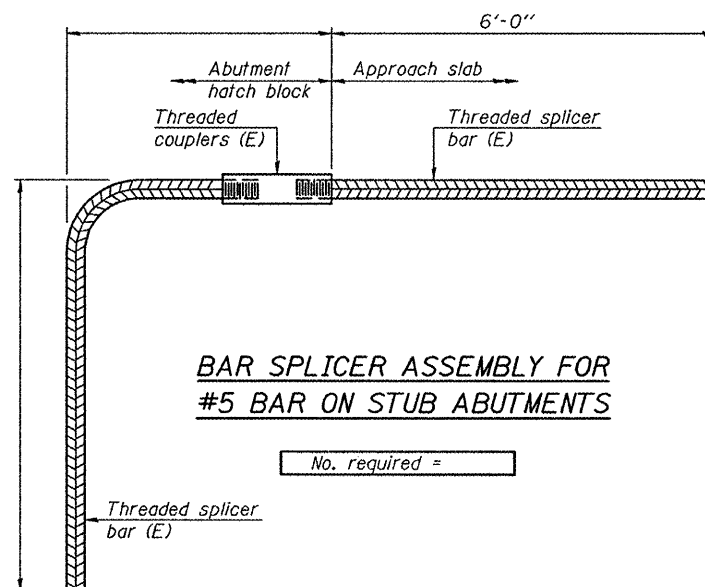 6'-0"
Abutment
hatch block
Approach slab
Threaded
couplers (E)
Threaded splicer
bar (E)
BAR SPLICER ASSEMBLY FOR
#5 BAR ON STUB ABUTMENTS
No. required =
Threaded splicer
bar (E)